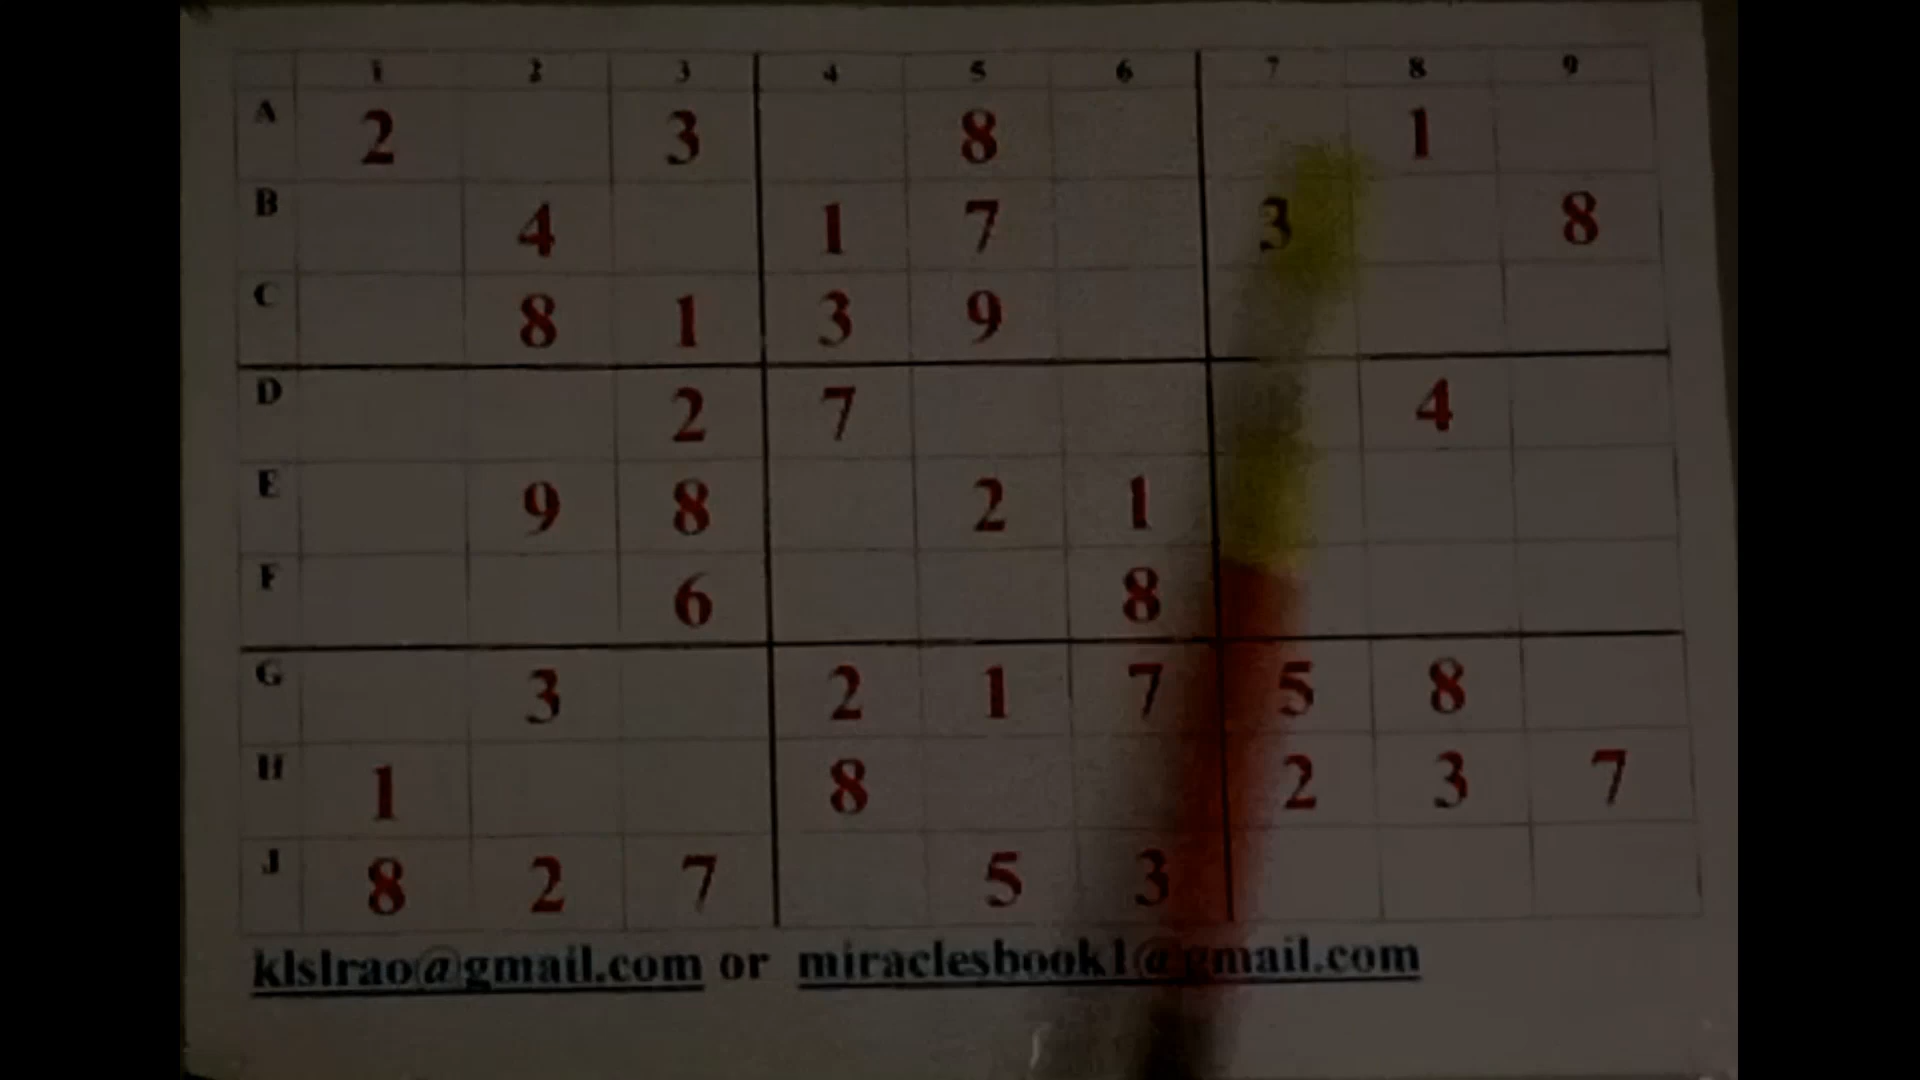 1 2 3 4 5 6 7 8 9
A 2 3 8 1
B 4 1 7 3 8
C 8 1 3 9
D 2 7 4
E 9 8 2 1
F 6 8
G 3 2 1 7 5 8
H 1 8 2 3 7
J 8 2 7 5 3
klslrao@gmail.com or miraclesbook1@gmail.com